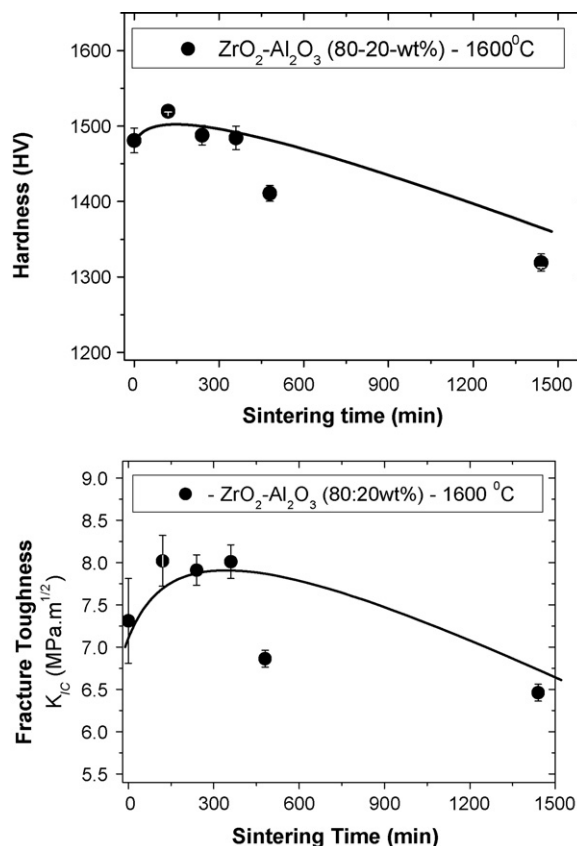 1600
1500
1400
1300
1200
Hardness (HV)
ZrO₂-Al₂O₃ (80-20-wt%) - 1600⁰C
0 300 600 900 1200 1500
Sintering time (min)
9.0
8.5
8.0
7.5
7.0
6.5
6.0
5.5
Fracture Toughness
K_IC (MPa.m^1/2)
- ZrO₂-Al₂O₃ (80:20wt%) - 1600 ⁰C
0 300 600 900 1200 1500
Sintering Time (min)